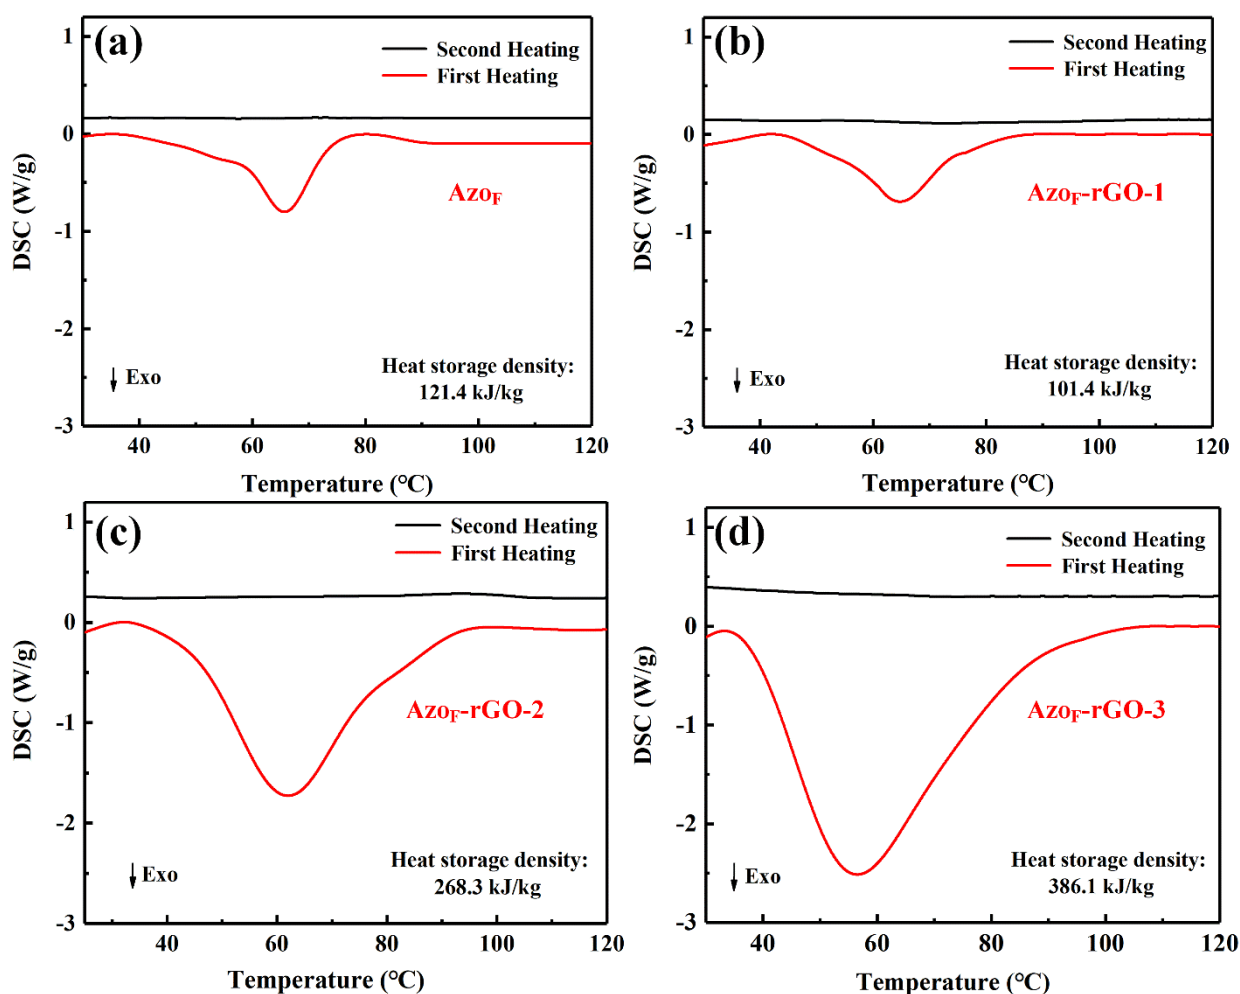 (a)
Second Heating
First Heating
1
0
-1
-2
-3
DSC (W/g)
AzoF
Exo
Heat storage density:
121.4 kJ/kg
40 60 80 100 120
Temperature (℃)
(b)
Second Heating
First Heating
1
0
-1
-2
-3
DSC (W/g)
AzoF-rGO-1
Exo
Heat storage density:
101.4 kJ/kg
40 60 80 100 120
Temperature (℃)
(c)
Second Heating
First Heating
1
0
-1
-2
-3
DSC (W/g)
AzoF-rGO-2
Exo
Heat storage density:
268.3 kJ/kg
40 60 80 100 120
Temperature (℃)
(d)
Second Heating
First Heating
1
0
-1
-2
-3
DSC (W/g)
AzoF-rGO-3
Exo
Heat storage density:
386.1 kJ/kg
40 60 80 100 120
Temperature (℃)